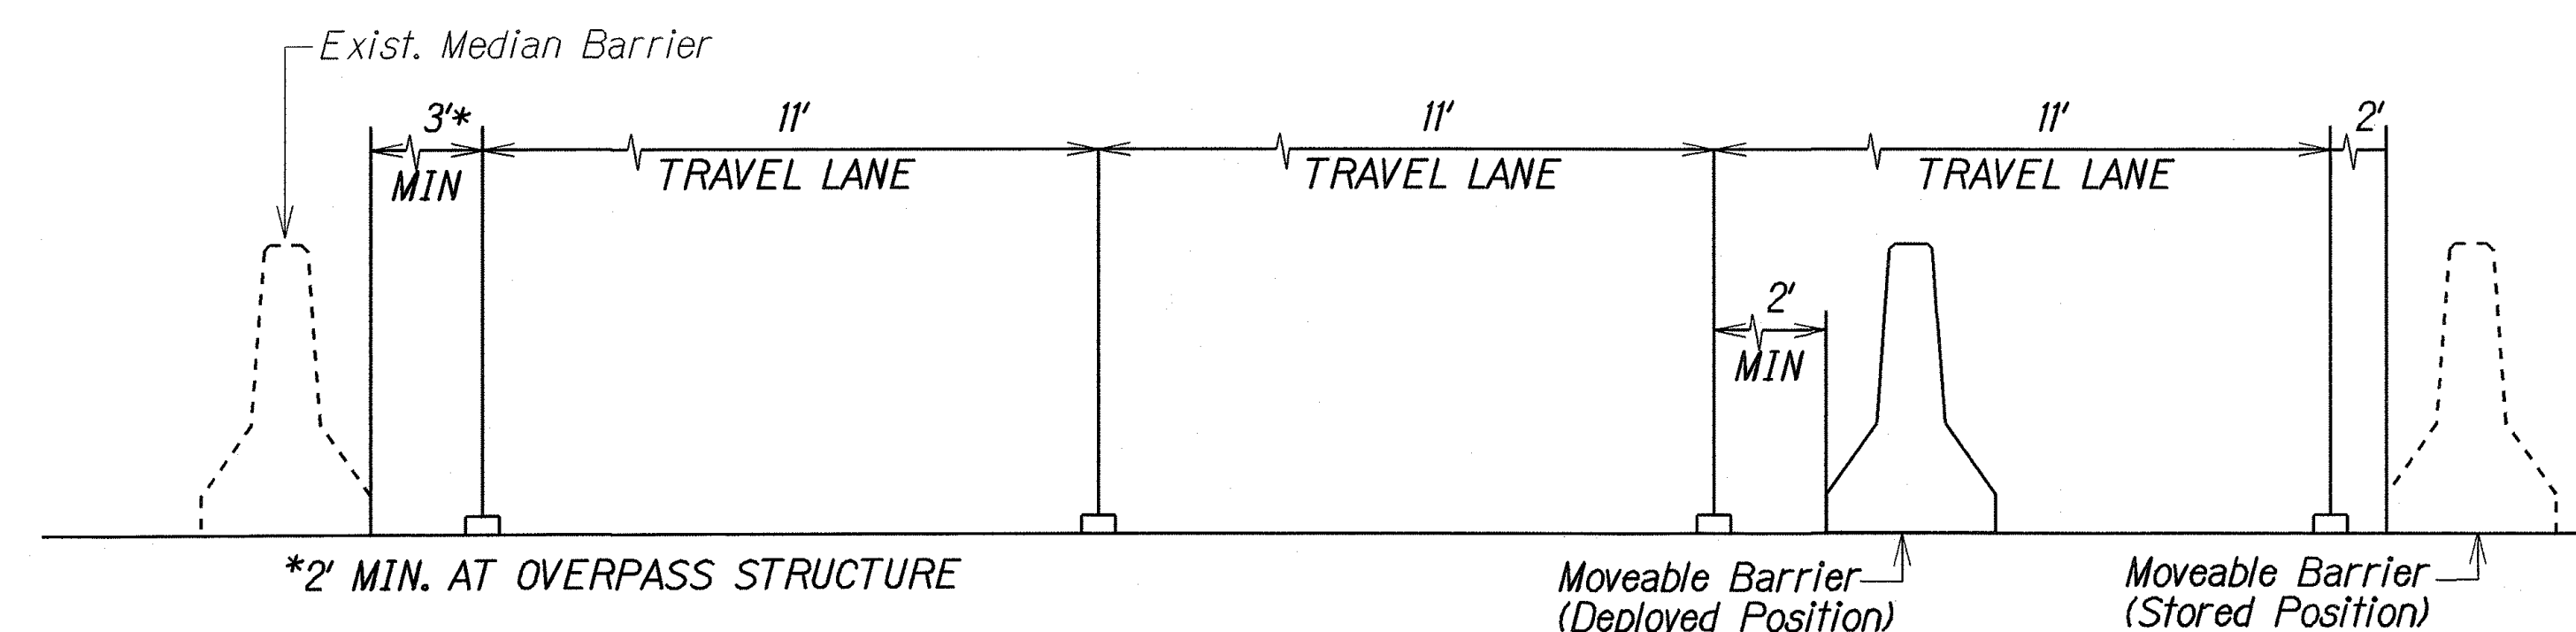 Exist. Median Barrier
3'* 11' 11' 11' 2'
MIN TRAVEL LANE TRAVEL LANE TRAVEL LANE
2'
MIN
*2' MIN. AT OVERPASS STRUCTURE
Moveable Barrier
(Deployed Position)
Moveable Barrier
(Stored Position)